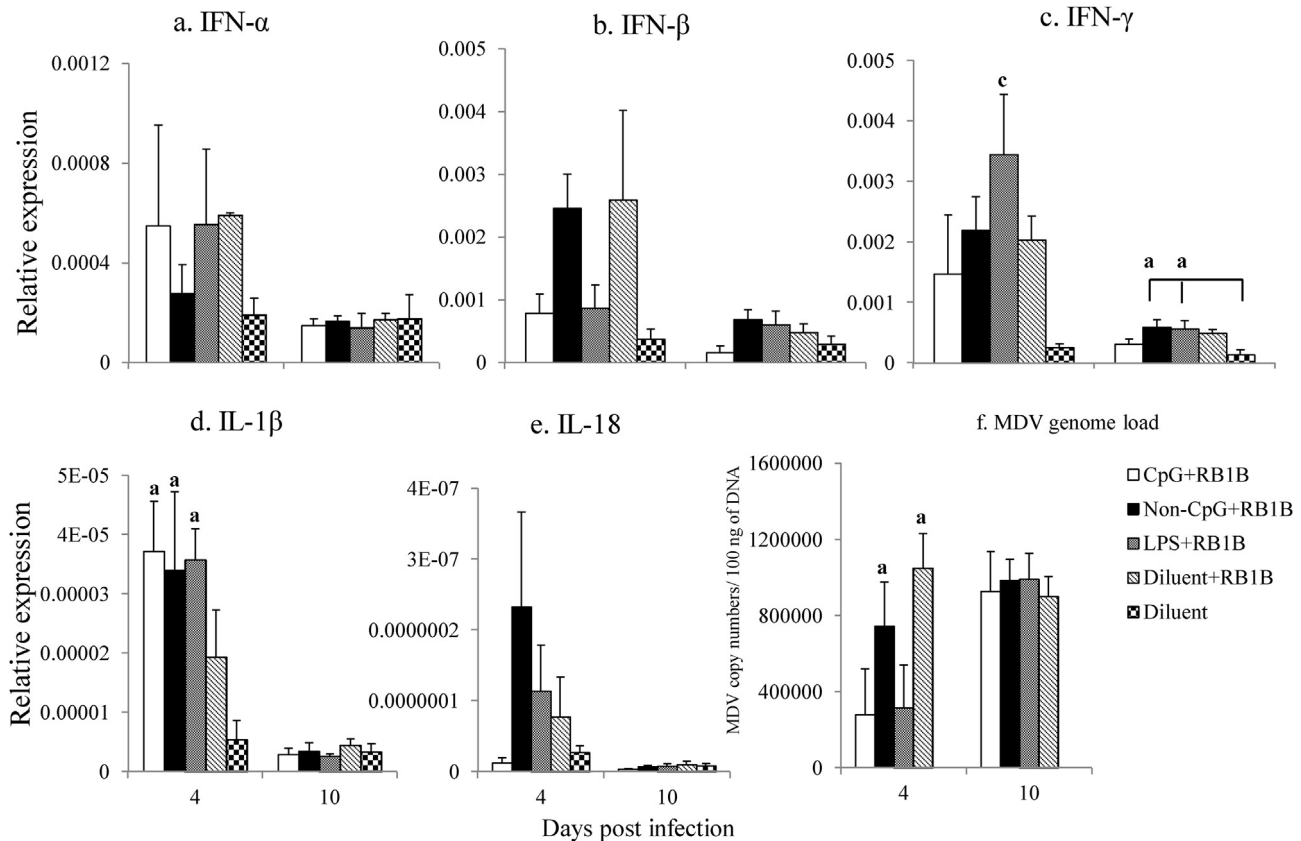 a. IFN-α
b. IFN-β
c. IFN-γ
Relative expression
0.0012
0.0008
0.0004
0
0.005
0.004
0.003
0.002
0.001
0
0.005
0.004
0.003
0.002
0.001
0
c
a a
d. IL-1β
e. IL-18
f. MDV genome load
Relative expression
5E-05
4E-05
0.00003
0.00002
0.00001
0
a a a
4 10
4E-07
3E-07
0.0000002
0.0000001
0
4 10
MDV copy numbers/ 100 ng of DNA
1600000
1200000
800000
400000
0
a a
4 10
Days post infection
CpG+RB1B
Non-CpG+RB1B
LPS+RB1B
Diluent+RB1B
Diluent